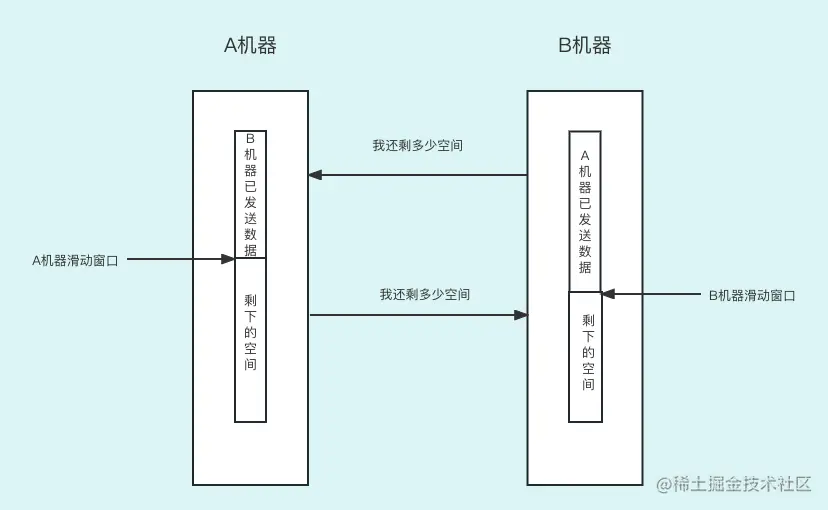 A机器
B机器
B机器已发送数据
我还剩多少空间
A机器已发送数据
A机器滑动窗口
剩下的空间
我还剩多少空间
B机器滑动窗口
剩下的空间
@稀土掘金技术社区